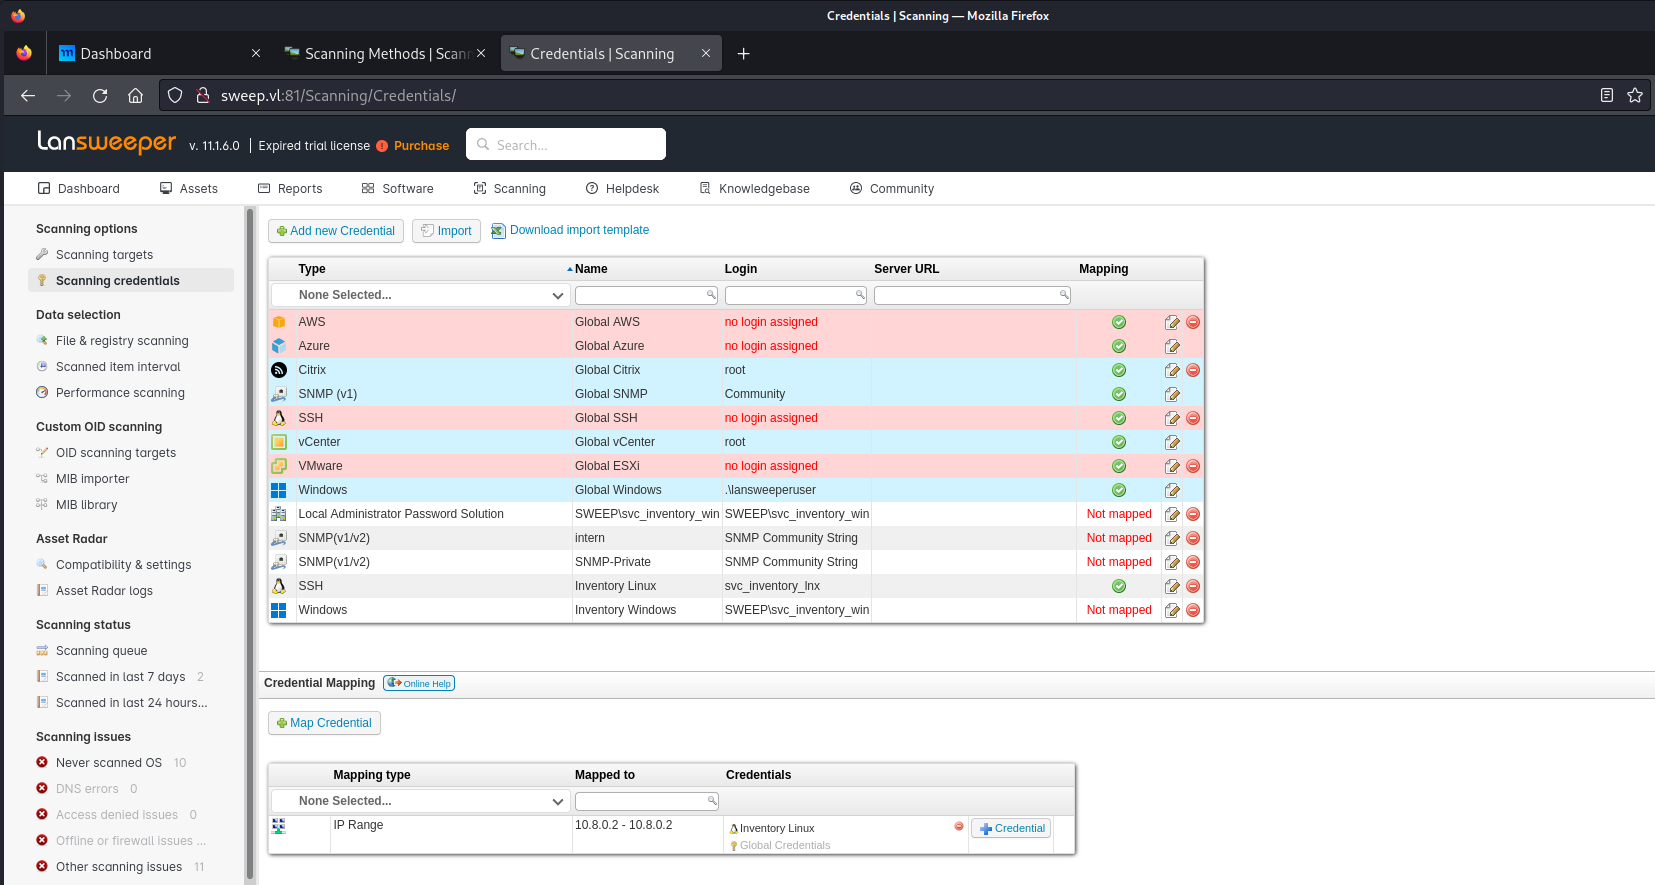 Credentials | Scanning — Mozilla Firefox
Dashboard
Scanning Methods | Scann
Credentials | Scanning
sweep.vl:81/Scanning/Credentials/
Lansweeper v. 11.1.6.0 | Expired trial license Purchase
Search...
Dashboard Assets Reports Software Scanning Helpdesk Knowledgebase Community
Scanning options
Scanning targets
Scanning credentials
Data selection
File & registry scanning
Scanned item interval
Performance scanning
Custom OID scanning
OID scanning targets
MIB importer
MIB library
Asset Radar
Compatibility & settings
Asset Radar logs
Scanning status
Scanning queue
Scanned in last 7 days 2
Scanned in last 24 hours...
Scanning issues
Never scanned OS 10
DNS errors 0
Access denied issues 0
Offline or firewall issues ...
Other scanning issues 11
Add new Credential Import Download import template
Type Name Login Server URL Mapping
None Selected...
AWS Global AWS no login assigned
Azure Global Azure no login assigned
Citrix Global Citrix root
SNMP (v1) Global SNMP Community
SSH Global SSH no login assigned
vCenter Global vCenter root
VMware Global ESXi no login assigned
Windows Global Windows .\lansweeperuser
Local Administrator Password Solution SWEEP\svc_inventory_win SWEEP\svc_inventory_win Not mapped
SNMP(v1/v2) intern SNMP Community String Not mapped
SNMP(v1/v2) SNMP-Private SNMP Community String Not mapped
SSH Inventory Linux svc_inventory_lnx
Windows Inventory Windows SWEEP\svc_inventory_win Not mapped
Credential Mapping Online Help
Map Credential
Mapping type Mapped to Credentials
None Selected...
IP Range 10.8.0.2 - 10.8.0.2 Inventory Linux Credential
Global Credentials